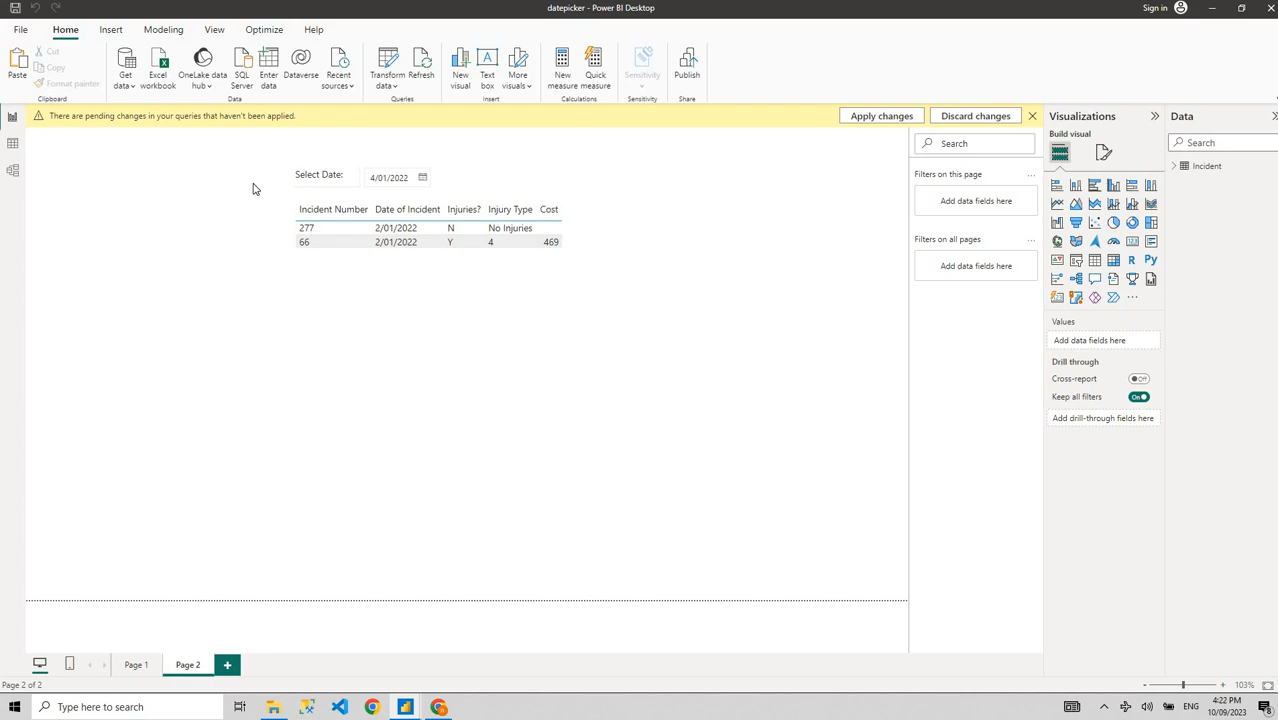 datepicker - Power BI Desktop
Sign in
File Home Insert Modeling View Optimize Help
Paste
Cut
Copy
Format painter
Clipboard
Get data
Excel workbook
OneLake data hub
SQL Server
Enter data
Dataverse
Recent sources
Data
Transform data
Refresh
Queries
New visual
Text box
More visuals
Insert
New measure
Quick measure
Calculations
Sensitivity
Sensitivity
Publish
Share
There are pending changes in your queries that haven't been applied.
Apply changes
Discard changes
Select Date:
4/01/2022
Incident Number Date of Incident Injuries? Injury Type Cost
277 2/01/2022 N No Injuries
66 2/01/2022 Y 4 469
Search
Filters on this page
...
Add data fields here
Filters on all pages
...
Add data fields here
Visualizations
Build visual
R
Py
...
Values
Add data fields here
Drill through
Cross-report
Off
Keep all filters
On
Add drill-through fields here
Data
Search
Incident
Page 1
Page 2
+
Page 2 of 2
- + 103%
Type here to search
ENG
4:22 PM
10/09/2023